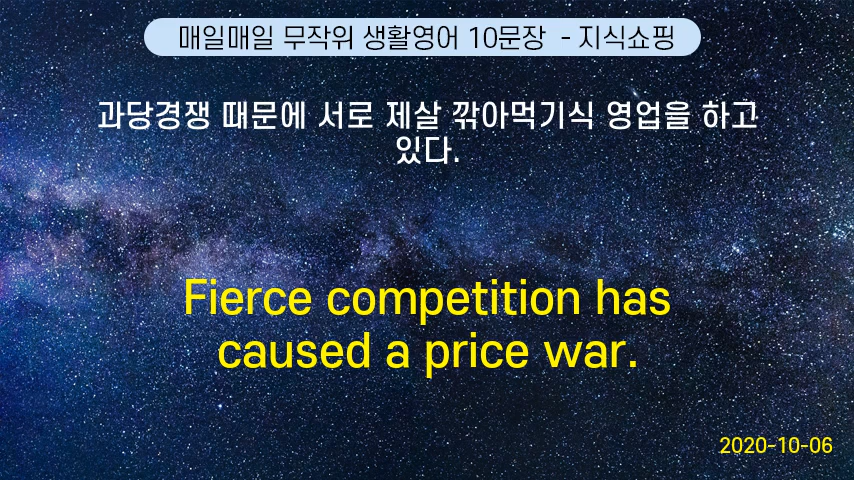 매일매일 무작위 생활영어 10문장 - 지식쇼핑
과당경쟁 때문에 서로 제살 깎아먹기식 영업을 하고
있다.
Fierce competition has
caused a price war.
2020-10-06